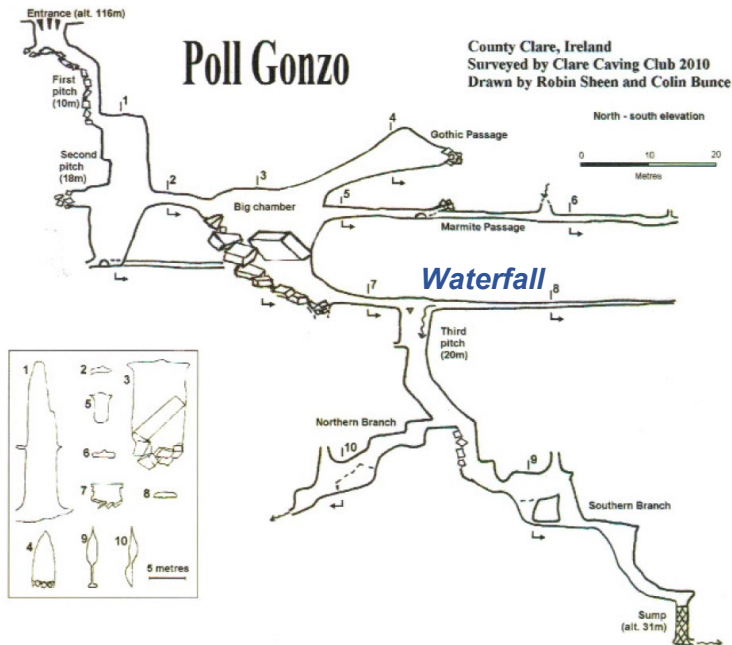 Entrance (alt. 116m)
Poll Gonzo
County Clare, Ireland
Surveyed by Clare Caving Club 2010
Drawn by Robin Sheen and Colin Bunce
First
pitch
(10m)
1
4
Gothic Passage
North - south elevation
0 10 20
Metres
Second
pitch
(18m)
2
3
Big chamber
5
6
Marmite Passage
7
Waterfall
8
Third
pitch
(20m)
Northern Branch
10
9
Southern Branch
Sump
(alt. 31m)
1
2
3
5
6
7
8
4
9
10
5 metres